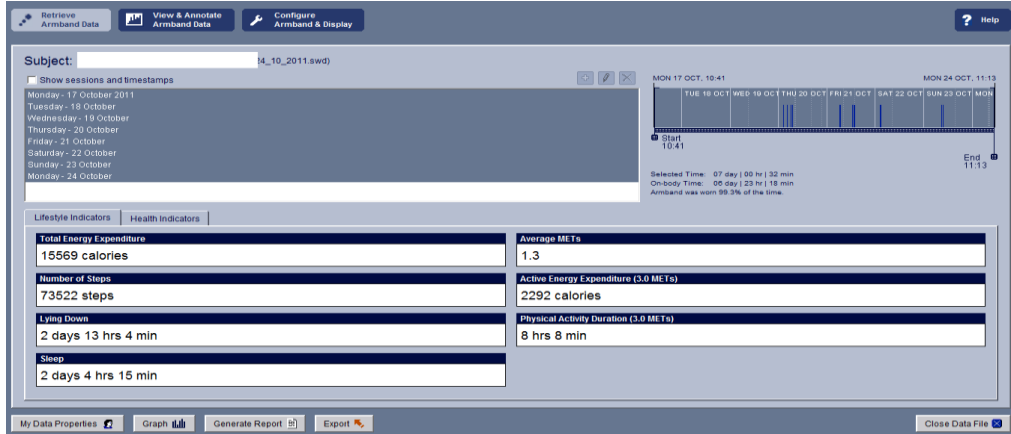 Retrieve
Armband Data
View & Annotate
Armband Data
Configure
Armband & Display
? Help
Subject:
4_10_2011.swd)
Show sessions and timestamps
Monday - 17 October 2011
Tuesday - 18 October
Wednesday - 19 October
Thursday - 20 October
Friday - 21 October
Saturday - 22 October
Sunday - 23 October
Monday - 24 October
MON 17 OCT, 10:41
MON 24 OCT, 11:13
TUE 18 OCT
WED 19 OCT
THU 20 OCT
FRI 21 OCT
SAT 22 OCT
SUN 23 OCT
MON
Start
10:41
End
11:13
Selected Time: 07 day | 00 hr | 32 min
On-body Time: 06 day | 23 hr | 18 min
Armband was worn 99.3% of the time.
Lifestyle Indicators
Health Indicators
Total Energy Expenditure
15569 calories
Average METs
1.3
Number of Steps
73522 steps
Active Energy Expenditure (3.0 METs)
2292 calories
Lying Down
2 days 13 hrs 4 min
Physical Activity Duration (3.0 METs)
8 hrs 8 min
Sleep
2 days 4 hrs 15 min
My Data Properties
Graph
Generate Report
Export
Close Data File